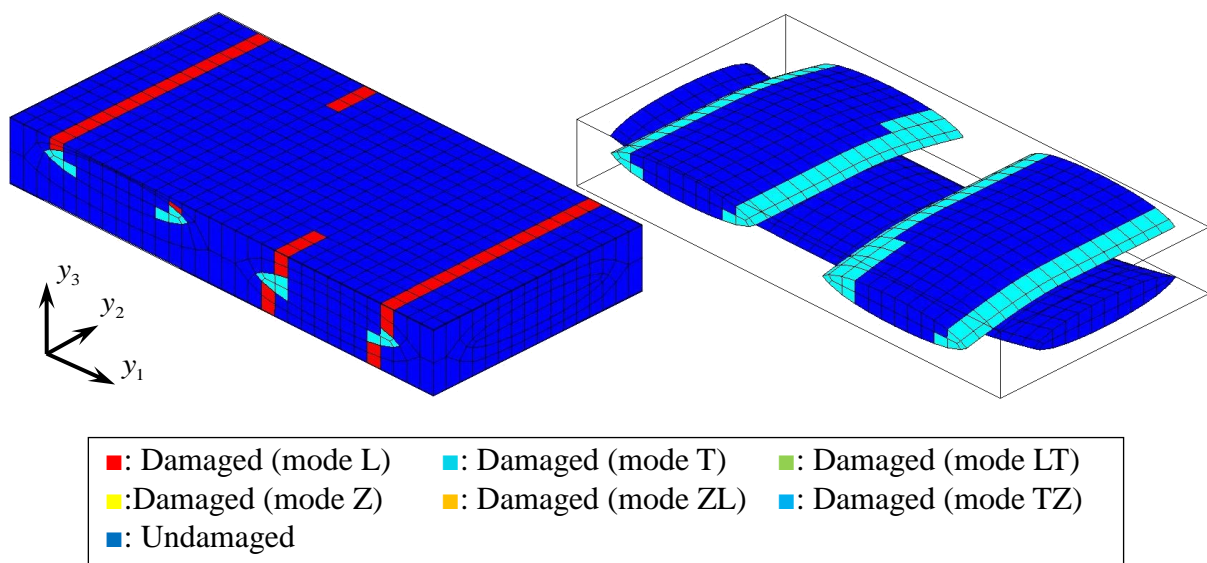 y3
y2
y1
■: Damaged (mode L) ■: Damaged (mode T) ■: Damaged (mode LT)
■:Damaged (mode Z) ■: Damaged (mode ZL) ■: Damaged (mode TZ)
■: Undamaged